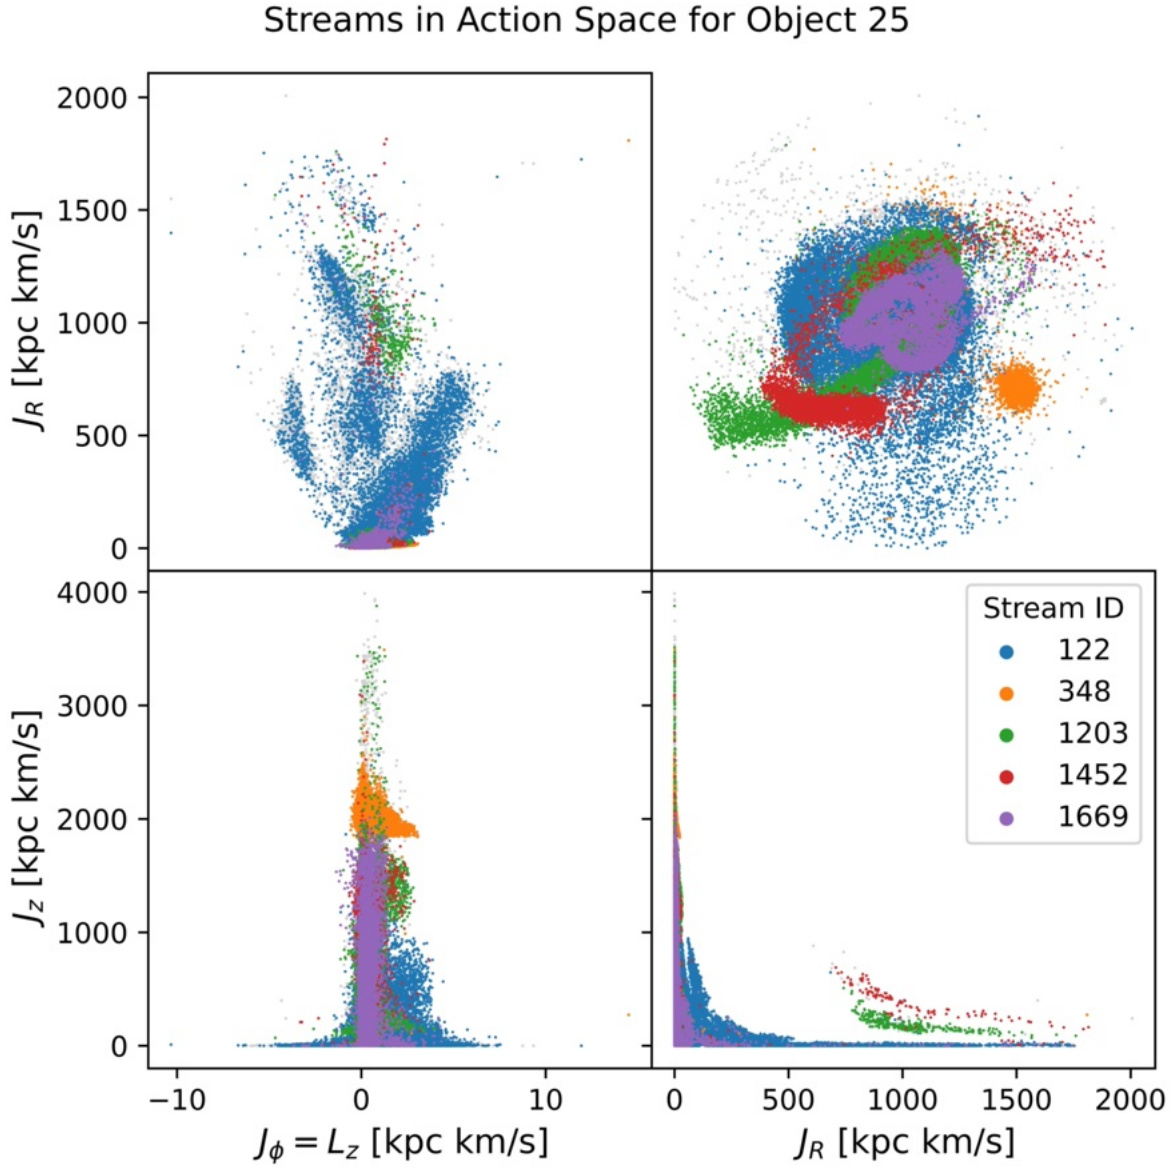 Streams in Action Space for Object 25
2000
1500
1000
500
0
J_R [kpc km/s]
4000
3000
2000
1000
0
J_z [kpc km/s]
Stream ID
122
348
1203
1452
1669
−10 0 10
0 500 1000 1500 2000
J_ϕ = L_z [kpc km/s]
J_R [kpc km/s]